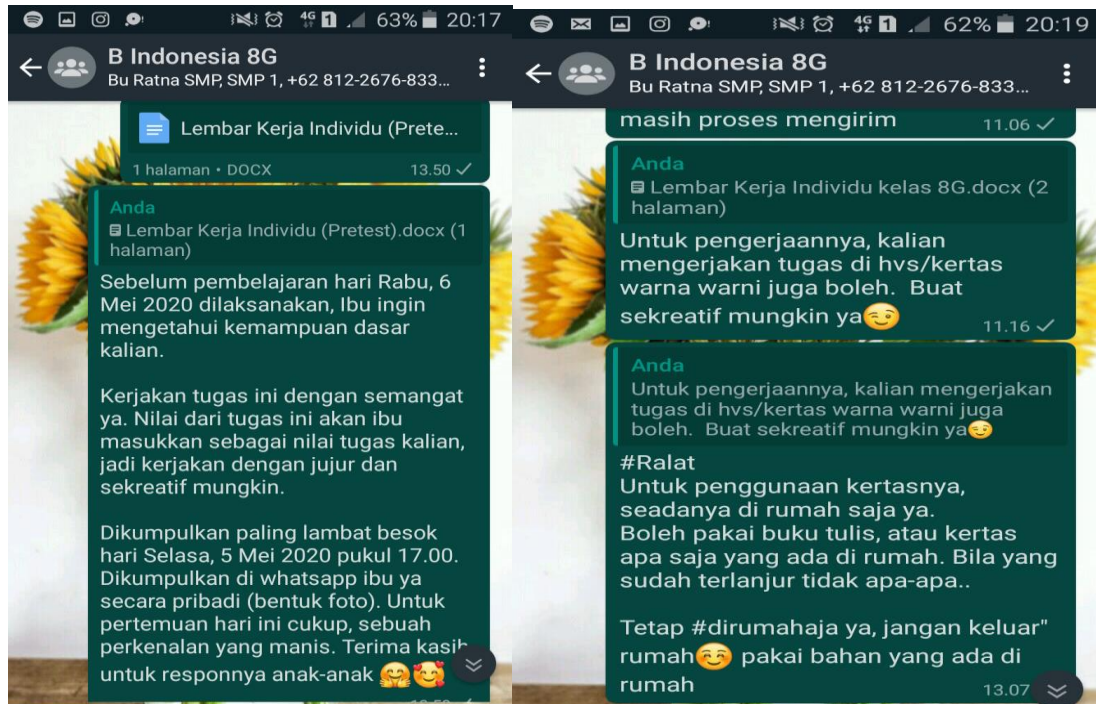 4G 1 63% 20:17
B Indonesia 8G
Bu Ratna SMP, SMP 1, +62 812-2676-833...
Lembar Kerja Individu (Prete...
1 halaman • DOCX 13.50
Anda
Lembar Kerja Individu (Pretest).docx (1
halaman)
Sebelum pembelajaran hari Rabu, 6
Mei 2020 dilaksanakan, Ibu ingin
mengetahui kemampuan dasar
kalian.
Kerjakan tugas ini dengan semangat
ya. Nilai dari tugas ini akan ibu
masukkan sebagai nilai tugas kalian,
jadi kerjakan dengan jujur dan
sekreatif mungkin.
Dikumpulkan paling lambat besok
hari Selasa, 5 Mei 2020 pukul 17.00.
Dikumpulkan di whatsapp ibu ya
secara pribadi (bentuk foto). Untuk
pertemuan hari ini cukup, sebuah
perkenalan yang manis. Terima kasih
untuk responnya anak-anak 🤗🥰
4G 1 62% 20:19
B Indonesia 8G
Bu Ratna SMP, SMP 1, +62 812-2676-833...
masih proses mengirim 11.06
Anda
Lembar Kerja Individu kelas 8G.docx (2
halaman)
Untuk pengerjaannya, kalian
mengerjakan tugas di hvs/kertas
warna warni juga boleh. Buat
sekreatif mungkin ya😉 11.16
Anda
Untuk pengerjaannya, kalian mengerjakan
tugas di hvs/kertas warna warni juga
boleh. Buat sekreatif mungkin ya😉
#Ralat
Untuk penggunaan kertasnya,
seadanya di rumah saja ya.
Boleh pakai buku tulis, atau kertas
apa saja yang ada di rumah. Bila yang
sudah terlanjur tidak apa-apa..
Tetap #dirumahaja ya, jangan keluar"
rumah☺️ pakai bahan yang ada di
rumah 13.07